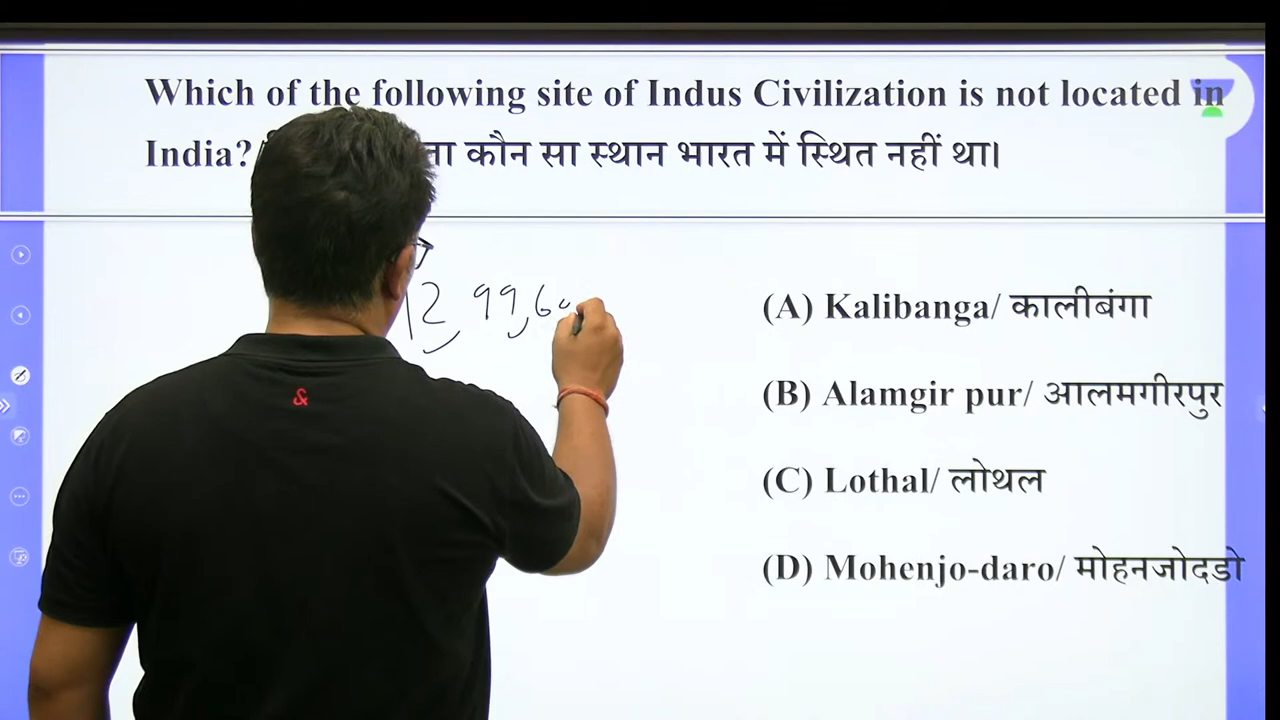 Which of the following site of Indus Civilization is not located in
India?/ कौन सा स्थान भारत में स्थित नहीं था।
12,99,6
(A) Kalibanga/ कालीबंगा
(B) Alamgir pur/ आलमगीरपुर
(C) Lothal/ लोथल
(D) Mohenjo-daro/ मोहनजोदडो
&